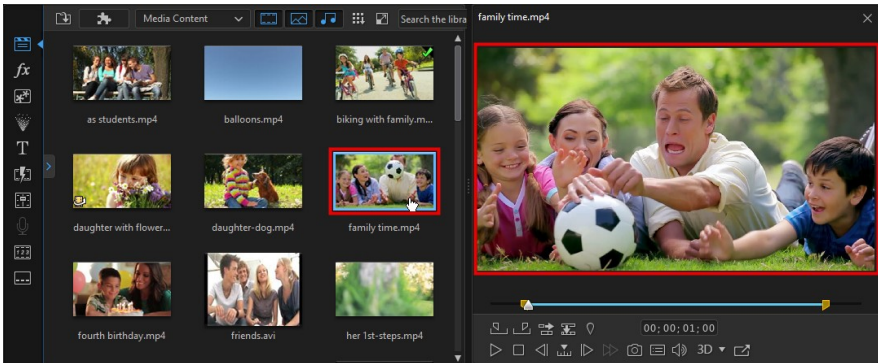 Media Content
Search the libra
family time.mp4
fx
T
as students.mp4
balloons.mp4
biking with family.m...
daughter with flower...
daughter-dog.mp4
family time.mp4
fourth birthday.mp4
friends.avi
her 1st-steps.mp4
00; 00; 01; 00
3D